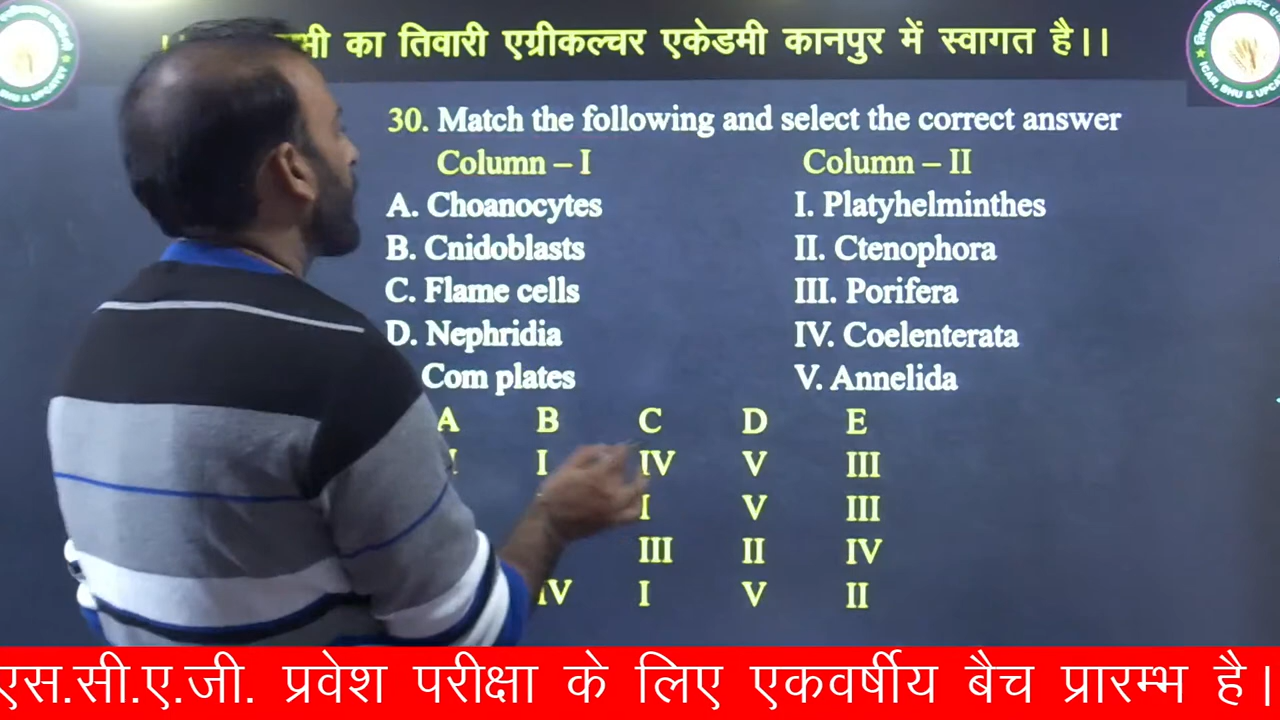 का तिवारी एग्रीकल्चर एकेडमी कानपुर में स्वागत है।।
30. Match the following and select the correct answer
Column – I Column – II
A. Choanocytes I. Platyhelminthes
B. Cnidoblasts II. Ctenophora
C. Flame cells III. Porifera
D. Nephridia IV. Coelenterata
Com plates V. Annelida
A B C D E
I IV V III
I V III
III II IV
IV I V II
एस.सी.ए.जी. प्रवेश परीक्षा के लिए एकवर्षीय बैच प्रारम्भ है।